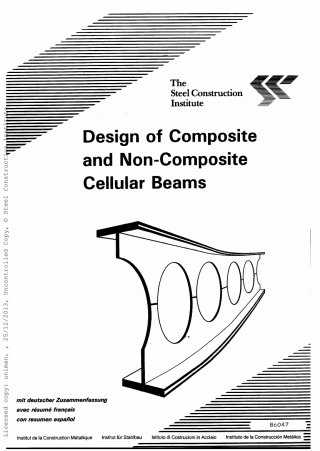 The
Steel Construction
Institute
Design of Composite
and Non-Composite
Cellular Beams
mit deutscher Zusammenfassung
avec résumé français
con resumen español
B6047
Institut de la Construction Métallique Institut für Stahlbau Istituto di Costruzioni in Acciaio Instituto de la Construcción Metálica
Licensed copy: uniman, , 25/12/2013, Uncontrolled Copy, © Steel Construct